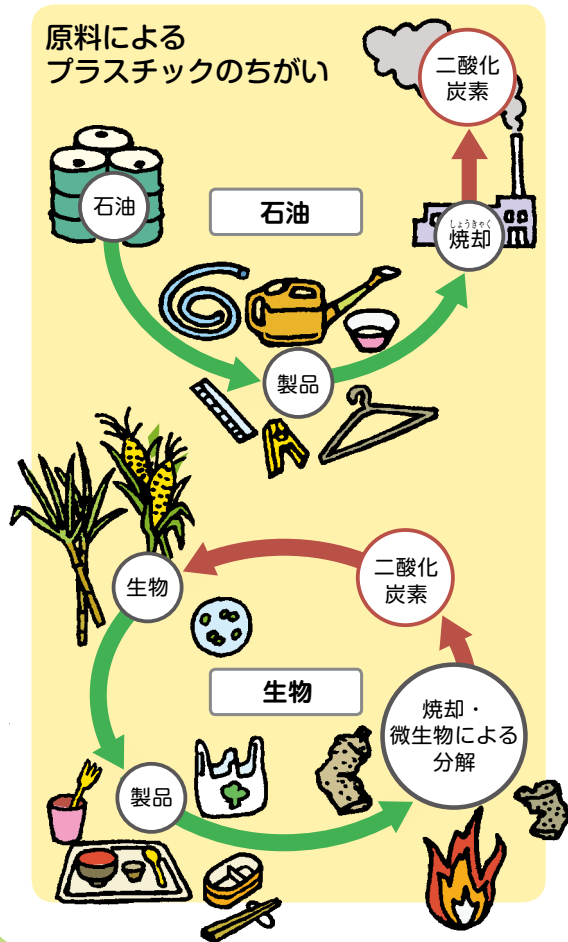 原料による
プラスチックのちがい
二酸化
炭素
石油
石油
しょうきゃく
焼却
製品
生物
二酸化
炭素
生物
焼却・
微生物による
分解
製品